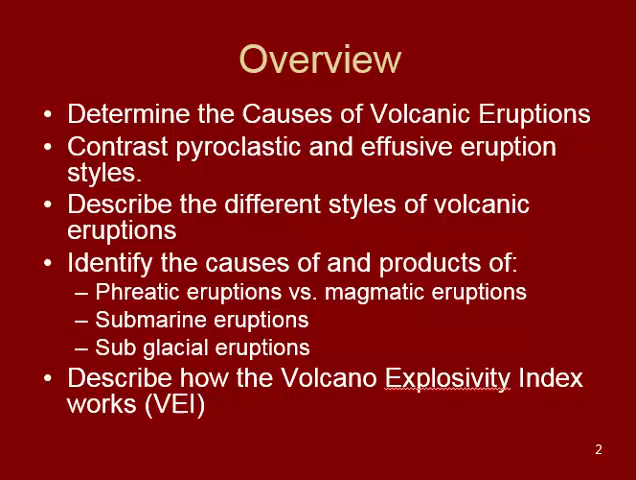 Overview
• Determine the Causes of Volcanic Eruptions
• Contrast pyroclastic and effusive eruption
styles.
• Describe the different styles of volcanic
eruptions
• Identify the causes of and products of:
– Phreatic eruptions vs. magmatic eruptions
– Submarine eruptions
– Sub glacial eruptions
• Describe how the Volcano Explosivity Index
works (VEI)
2